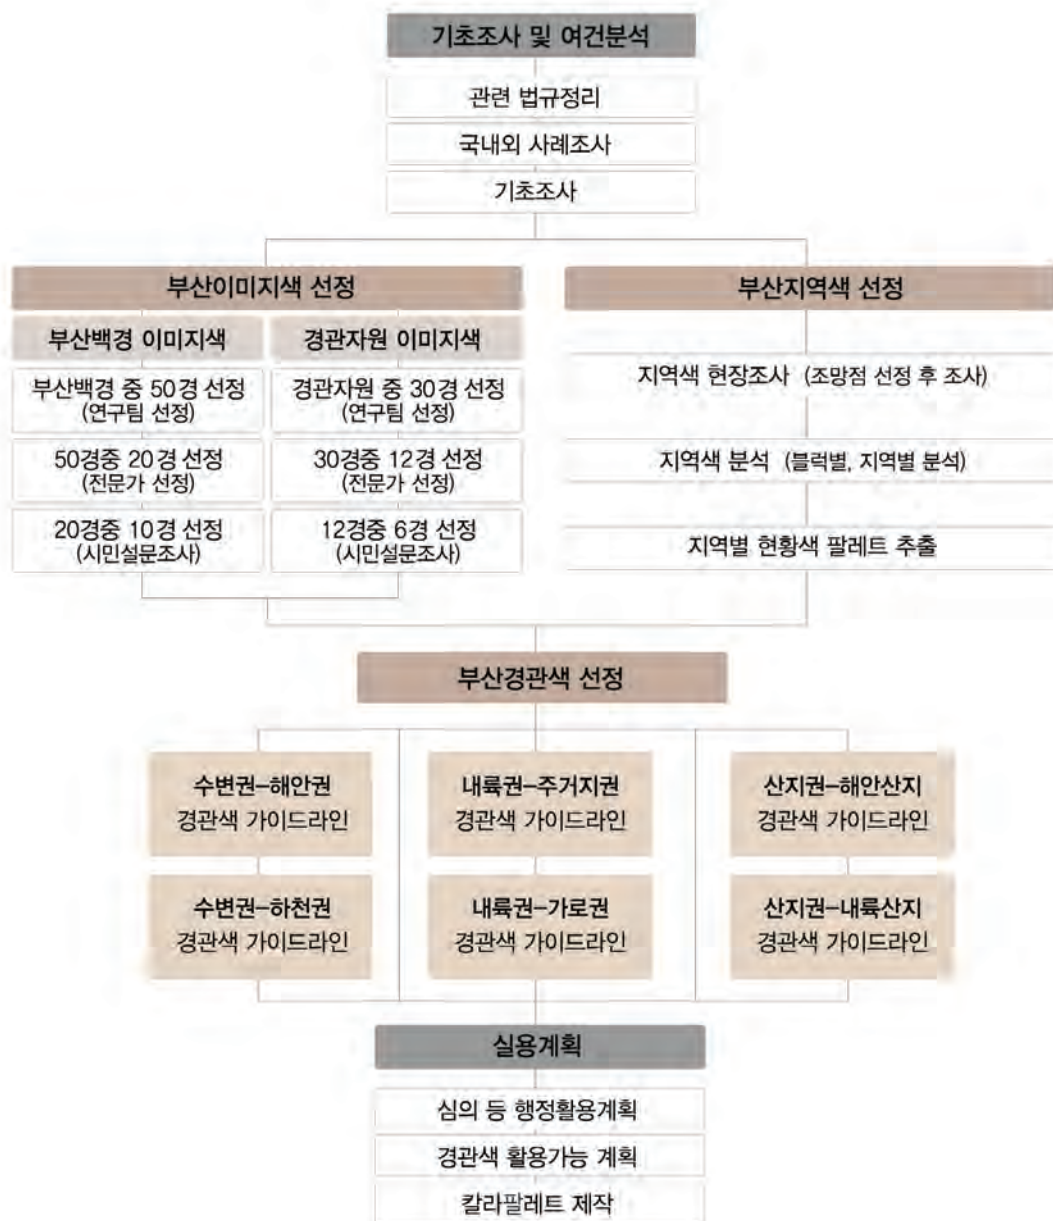 기초조사 및 여건분석
관련 법규정리
국내외 사례조사
기초조사
부산이미지색 선정
부산백경 이미지색
부산백경 중 50경 선정
(연구팀 선정)
50경중 20경 선정
(전문가 선정)
20경중 10경 선정
(시민설문조사)
경관자원 이미지색
경관자원 중 30경 선정
(연구팀 선정)
30경중 12경 선정
(전문가 선정)
12경중 6경 선정
(시민설문조사)
부산지역색 선정
지역색 현장조사 (조망점 선정 후 조사)
지역색 분석 (블럭별, 지역별 분석)
지역별 현황색 팔레트 추출
부산경관색 선정
수변권-해안권
경관색 가이드라인
내륙권-주거지권
경관색 가이드라인
산지권-해안산지
경관색 가이드라인
수변권-하천권
경관색 가이드라인
내륙권-가로권
경관색 가이드라인
산지권-내륙산지
경관색 가이드라인
실용계획
심의 등 행정활용계획
경관색 활용가능 계획
칼라팔레트 제작